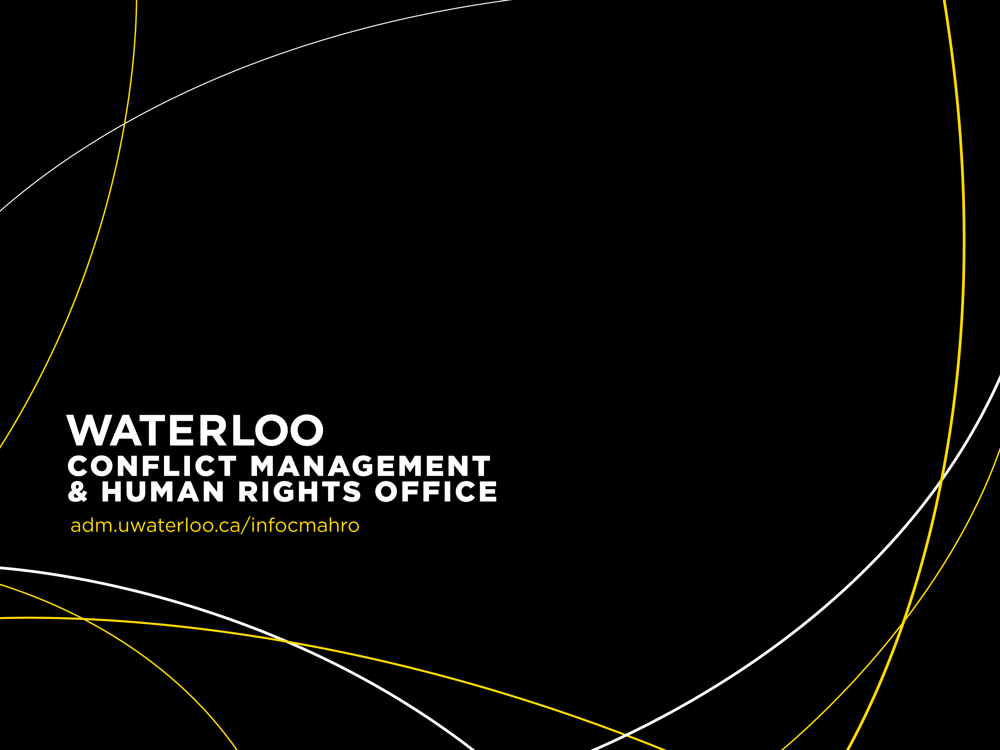 WATERLOO
CONFLICT MANAGEMENT
& HUMAN RIGHTS OFFICE
adm.uwaterloo.ca/infocmahro